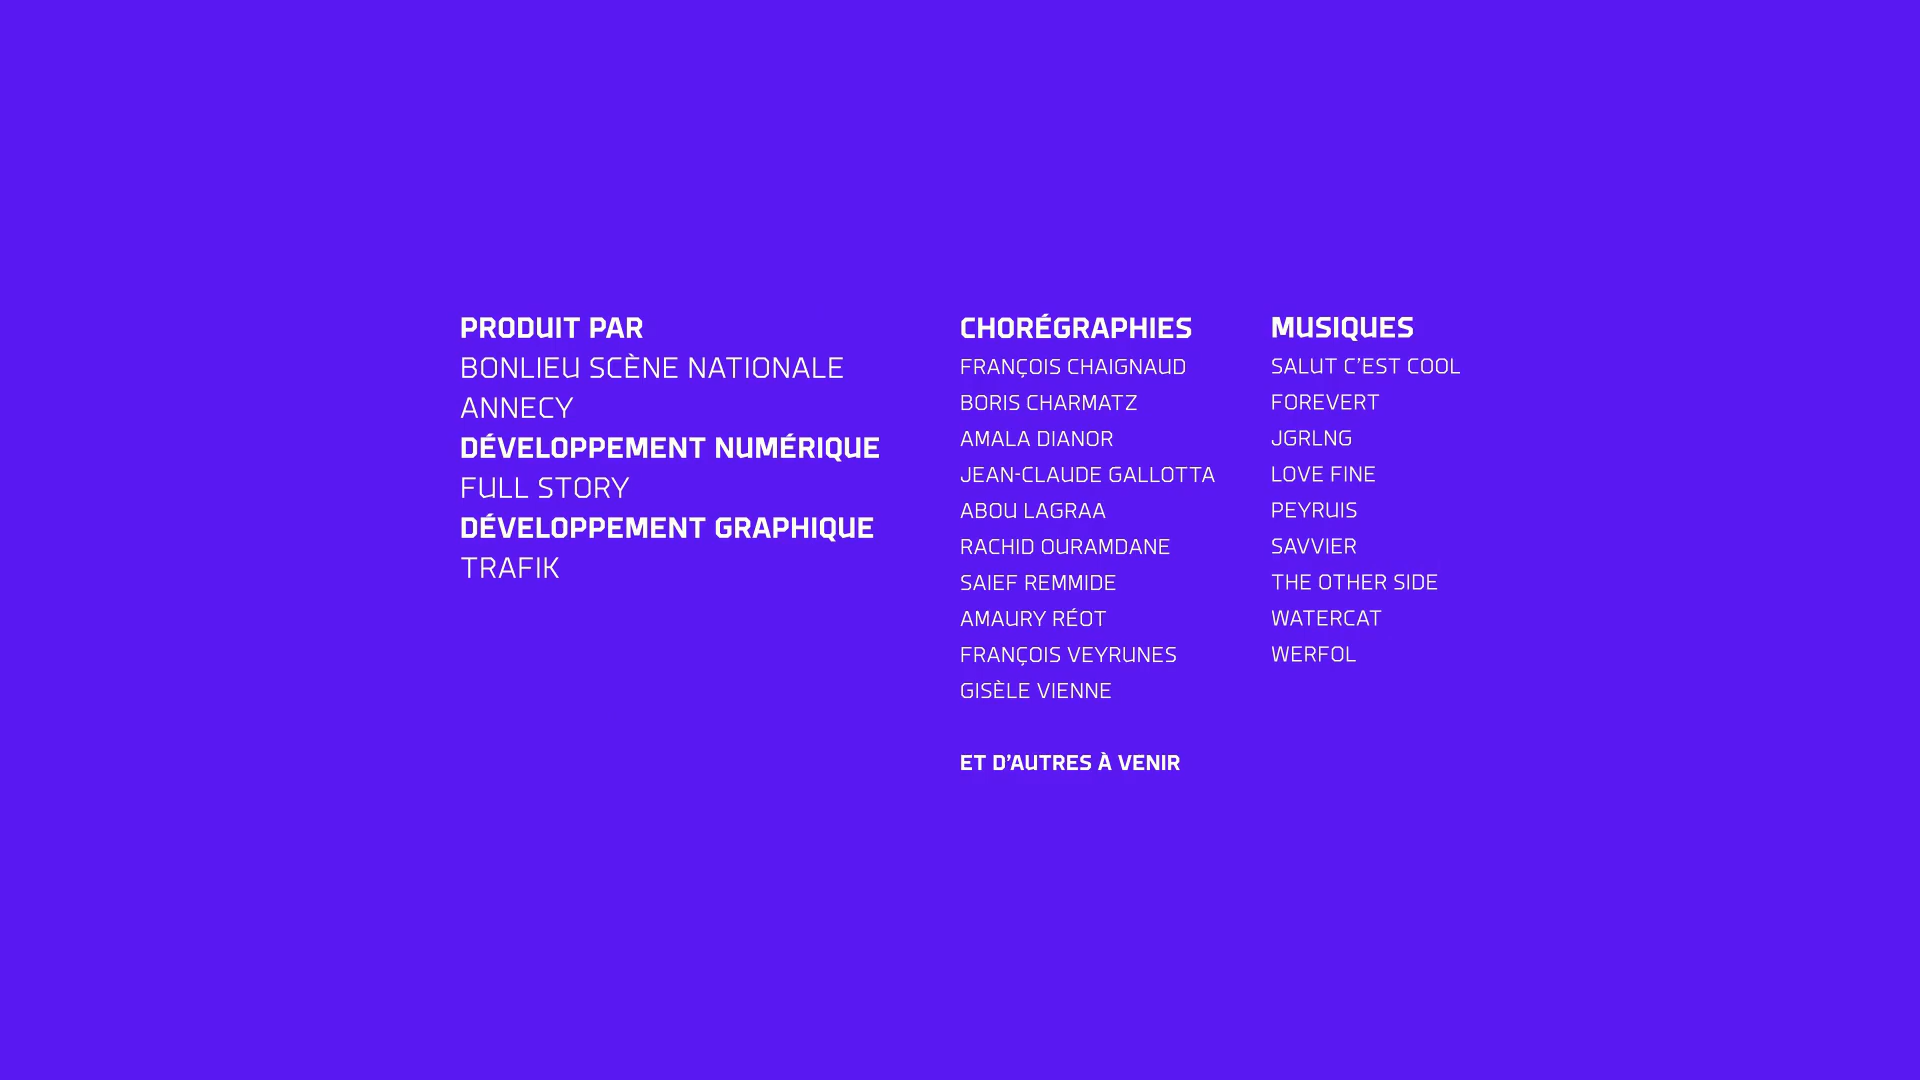 PRODUIT PAR
BONLIEU SCÈNE NATIONALE
ANNECY
DÉVELOPPEMENT NUMÉRIQUE
FULL STORY
DÉVELOPPEMENT GRAPHIQUE
TRAFIK
CHORÉGRAPHIES
FRANÇOIS CHAIGNAUD
BORIS CHARMATZ
AMALA DIANOR
JEAN-CLAUDE GALLOTTA
ABOU LAGRAA
RACHID OURAMDANE
SAIEF REMMIDE
AMAURY RÉOT
FRANÇOIS VEYRUNES
GISÈLE VIENNE
ET D’AUTRES À VENIR
MUSIQUES
SALUT C’EST COOL
FOREVERT
JGRLNG
LOVE FINE
PEYRUIS
SAVVIER
THE OTHER SIDE
WATERCAT
WERFOL